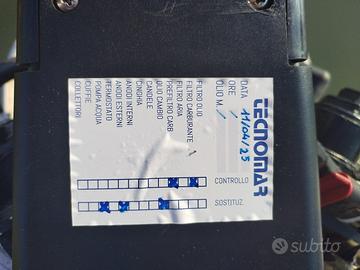 TECNOMAR
DATA 11/04/25
ORE /
OLIO M. /
FILTRO OLIO
FILTRO CARBURANTE
FILTRO ARIA
PREFILTRO CARB
OLIO CAMBIO
CANDELE
CINGHIA
ANODI INTERNI
ANODI ESTERNI
TERMOSTATO
POMPA ACQUA
CUFFIE
COLLETTORI
CONTROLLO
SOSTITUZ.
subito